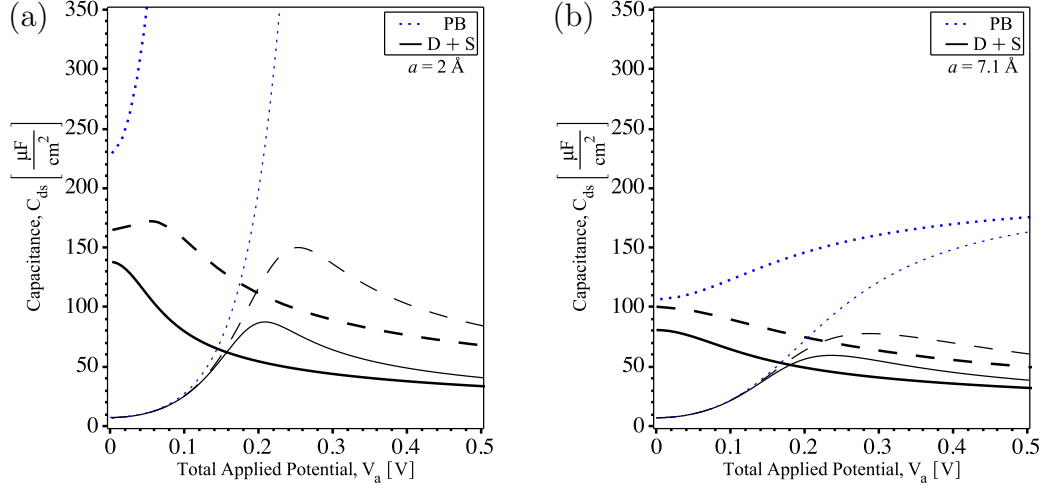 (a)
350
300
250
200
150
100
50
0
Capacitance, C_ds [ μF / cm² ]
PB
D + S
a = 2 Å
0 0.1 0.2 0.3 0.4 0.5
Total Applied Potential, V_a [V]
(b)
350
300
250
200
150
100
50
0
Capacitance, C_ds [ μF / cm² ]
PB
D + S
a = 7.1 Å
0 0.1 0.2 0.3 0.4 0.5
Total Applied Potential, V_a [V]